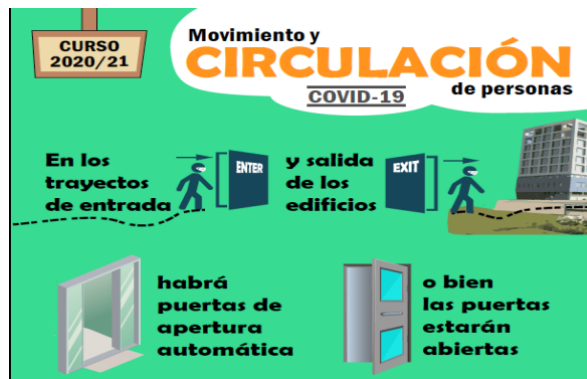 CURSO
2020/21
Movimiento y
CIRCULACIÓN
de personas
COVID-19
En los
trayectos
de entrada
ENTER
y salida
de los
edificios
EXIT
habrá
puertas de
apertura
automática
o bien
las puertas
estarán
abiertas